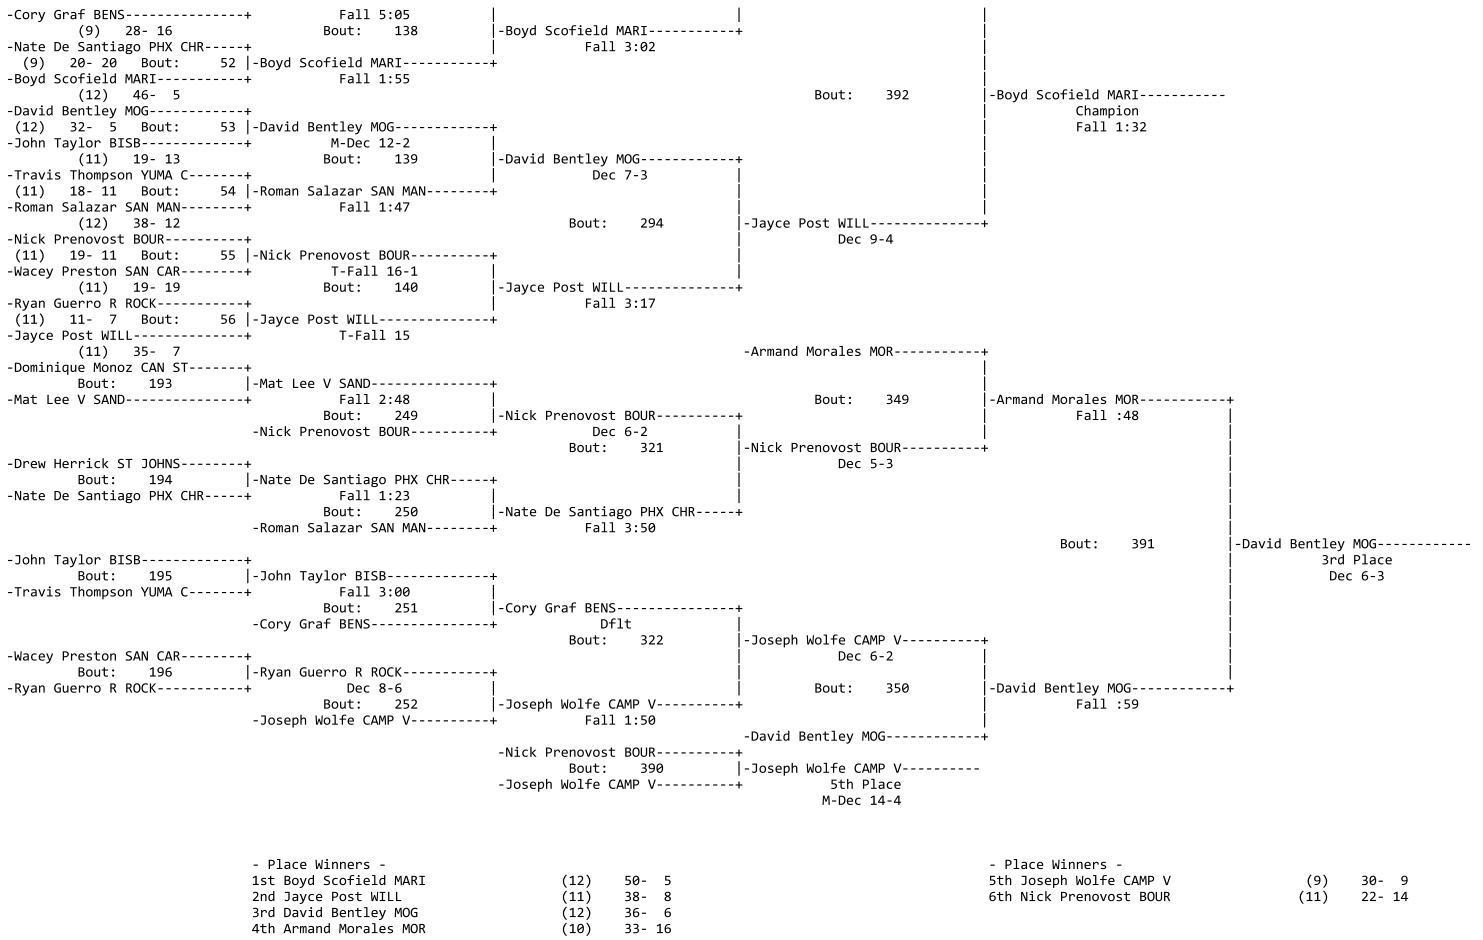 -Cory Graf BENS---------------+ Fall 5:05 | | |
(9) 28- 16 Bout: 138 |-Boyd Scofield MARI-----------+ |
-Nate De Santiago PHX CHR-----+ | Fall 3:02 |
(9) 20- 20 Bout: 52 |-Boyd Scofield MARI-----------+ |
-Boyd Scofield MARI-----------+ Fall 1:55 |
(12) 46- 5 Bout: 392 |-Boyd Scofield MARI-----------
-David Bentley MOG------------+ | Champion
(12) 32- 5 Bout: 53 |-David Bentley MOG------------+ | Fall 1:32
-John Taylor BISB-------------+ M-Dec 12-2 | |
(11) 19- 13 Bout: 139 |-David Bentley MOG------------+ |
-Travis Thompson YUMA C-------+ | Dec 7-3 | |
(11) 18- 11 Bout: 54 |-Roman Salazar SAN MAN--------+ | |
-Roman Salazar SAN MAN--------+ Fall 1:47 | |
(12) 38- 12 Bout: 294 |-Jayce Post WILL--------------+
-Nick Prenovost BOUR----------+ | Dec 9-4
(11) 19- 11 Bout: 55 |-Nick Prenovost BOUR----------+ |
-Wacey Preston SAN CAR--------+ T-Fall 16-1 | |
(11) 19- 19 Bout: 140 |-Jayce Post WILL--------------+
-Ryan Guerro R ROCK-----------+ | Fall 3:17
(11) 11- 7 Bout: 56 |-Jayce Post WILL--------------+
-Jayce Post WILL--------------+ T-Fall 15
(11) 35- 7 -Armand Morales MOR-----------+
-Dominique Monoz CAN ST-------+ |
Bout: 193 |-Mat Lee V SAND---------------+ |
-Mat Lee V SAND---------------+ Fall 2:48 | Bout: 349 |-Armand Morales MOR-----------+
Bout: 249 |-Nick Prenovost BOUR----------+ | Fall :48 |
-Nick Prenovost BOUR----------+ Dec 6-2 | | |
Bout: 321 |-Nick Prenovost BOUR----------+ |
-Drew Herrick ST JOHNS--------+ | Dec 5-3 |
Bout: 194 |-Nate De Santiago PHX CHR-----+ | |
-Nate De Santiago PHX CHR-----+ Fall 1:23 | | |
Bout: 250 |-Nate De Santiago PHX CHR-----+ |
-Roman Salazar SAN MAN--------+ Fall 3:50 |
Bout: 391 |-David Bentley MOG------------
-John Taylor BISB-------------+ | 3rd Place
Bout: 195 |-John Taylor BISB-------------+ | Dec 6-3
-Travis Thompson YUMA C-------+ Fall 3:00 | |
Bout: 251 |-Cory Graf BENS---------------+ |
-Cory Graf BENS---------------+ Dflt | |
Bout: 322 |-Joseph Wolfe CAMP V----------+ |
-Wacey Preston SAN CAR--------+ | Dec 6-2 | |
Bout: 196 |-Ryan Guerro R ROCK-----------+ | | |
-Ryan Guerro R ROCK-----------+ Dec 8-6 | | Bout: 350 |-David Bentley MOG------------+
Bout: 252 |-Joseph Wolfe CAMP V----------+ | Fall :59
-Joseph Wolfe CAMP V----------+ Fall 1:50 |
-David Bentley MOG------------+
-Nick Prenovost BOUR----------+
Bout: 390 |-Joseph Wolfe CAMP V----------
-Joseph Wolfe CAMP V----------+ 5th Place
M-Dec 14-4
- Place Winners - - Place Winners -
1st Boyd Scofield MARI (12) 50- 5 5th Joseph Wolfe CAMP V (9) 30- 9
2nd Jayce Post WILL (11) 38- 8 6th Nick Prenovost BOUR (11) 22- 14
3rd David Bentley MOG (12) 36- 6
4th Armand Morales MOR (10) 33- 16